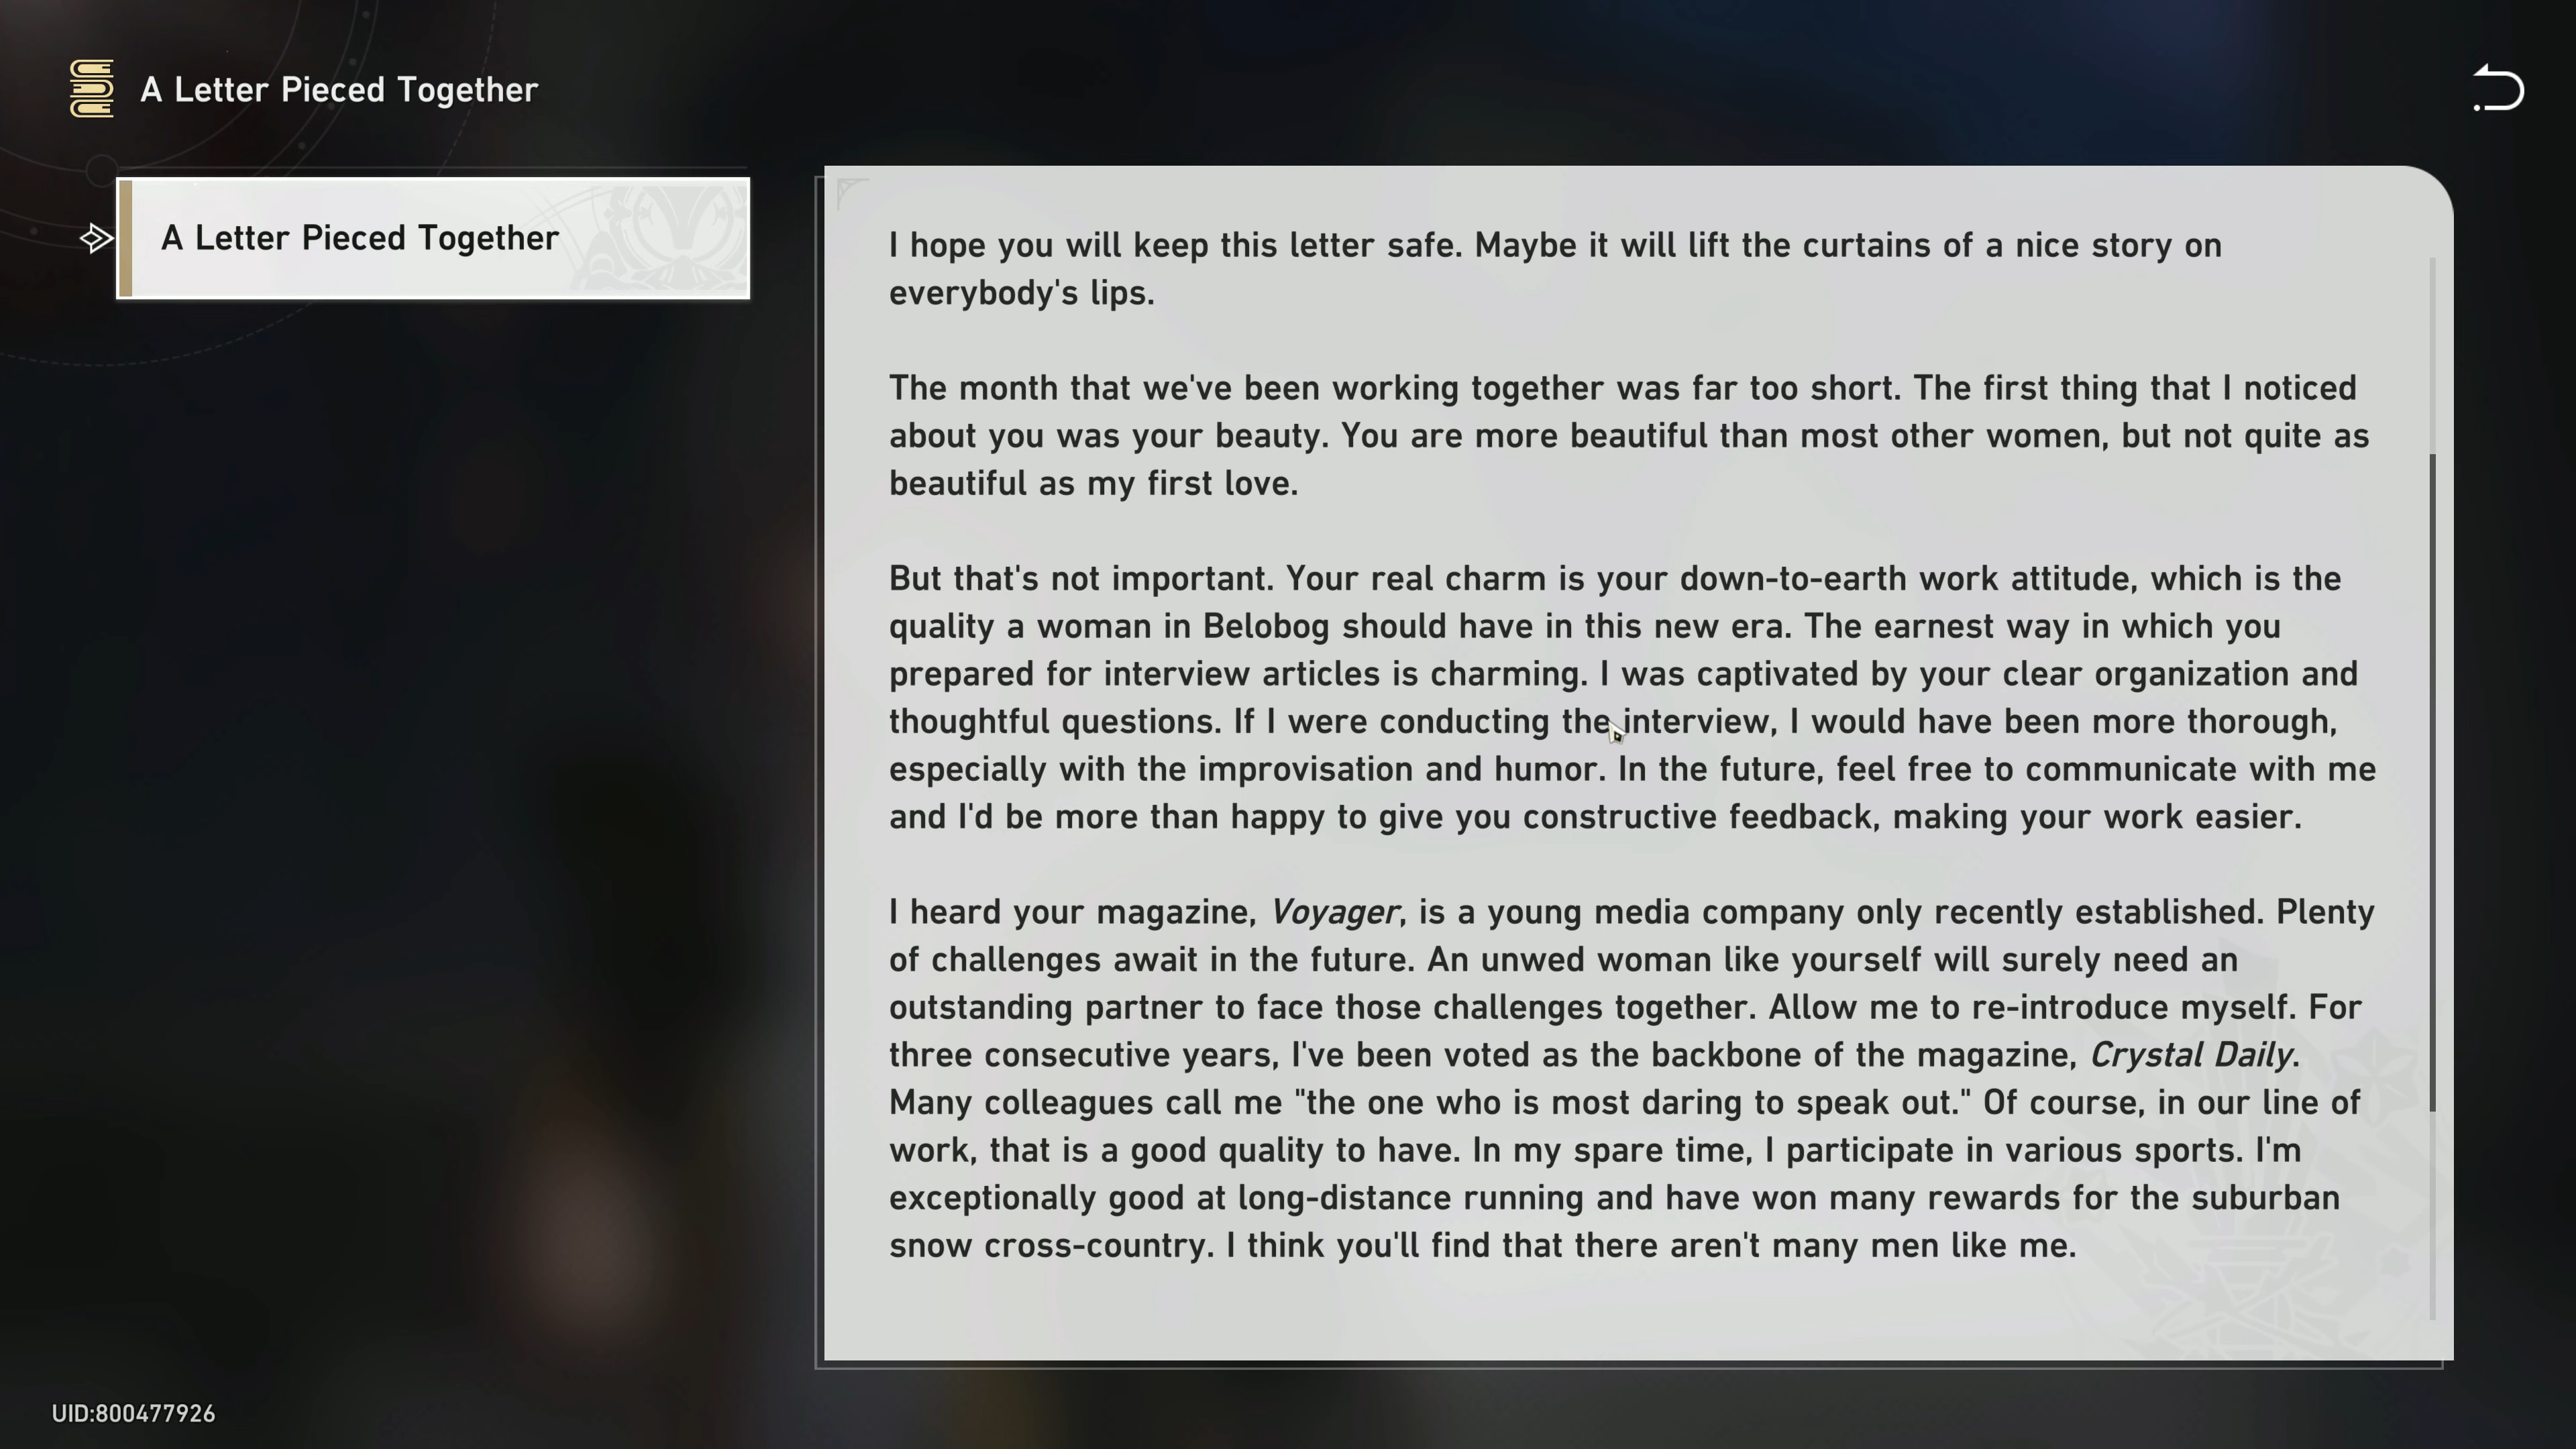 A Letter Pieced Together
A Letter Pieced Together
I hope you will keep this letter safe. Maybe it will lift the curtains of a nice story on
everybody's lips.
The month that we've been working together was far too short. The first thing that I noticed
about you was your beauty. You are more beautiful than most other women, but not quite as
beautiful as my first love.
But that's not important. Your real charm is your down-to-earth work attitude, which is the
quality a woman in Belobog should have in this new era. The earnest way in which you
prepared for interview articles is charming. I was captivated by your clear organization and
thoughtful questions. If I were conducting the interview, I would have been more thorough,
especially with the improvisation and humor. In the future, feel free to communicate with me
and I'd be more than happy to give you constructive feedback, making your work easier.
I heard your magazine, Voyager, is a young media company only recently established. Plenty
of challenges await in the future. An unwed woman like yourself will surely need an
outstanding partner to face those challenges together. Allow me to re-introduce myself. For
three consecutive years, I've been voted as the backbone of the magazine, Crystal Daily.
Many colleagues call me "the one who is most daring to speak out." Of course, in our line of
work, that is a good quality to have. In my spare time, I participate in various sports. I'm
exceptionally good at long-distance running and have won many rewards for the suburban
snow cross-country. I think you'll find that there aren't many men like me.
UID:800477926